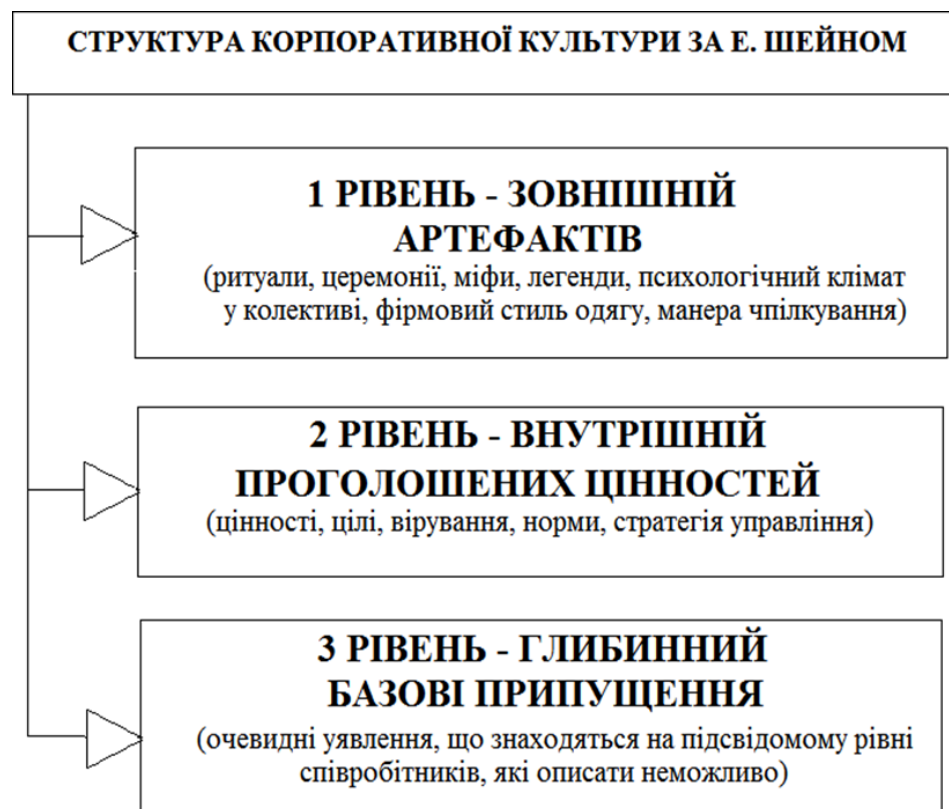 СТРУКТУРА КОРПОРАТИВНОЇ КУЛЬТУРИ ЗА Е. ШЕЙНОМ
1 РІВЕНЬ - ЗОВНІШНІЙ
АРТЕФАКТІВ
(ритуали, церемонії, міфи, легенди, психологічний клімат
у колективі, фірмовий стиль одягу, манера чпілкування)
2 РІВЕНЬ - ВНУТРІШНІЙ
ПРОГОЛОШЕНИХ ЦІННОСТЕЙ
(цінності, цілі, вірування, норми, стратегія управління)
3 РІВЕНЬ - ГЛИБИННИЙ
БАЗОВІ ПРИПУЩЕННЯ
(очевидні уявлення, що знаходяться на підсвідомому рівні
співробітників, які описати неможливо)